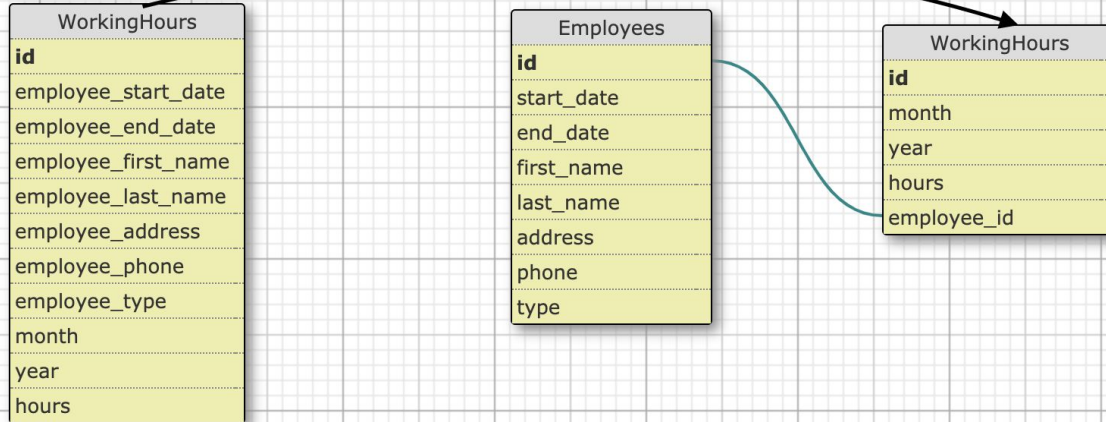 WorkingHours
id
employee_start_date
employee_end_date
employee_first_name
employee_last_name
employee_address
employee_phone
employee_type
month
year
hours
Employees
id
start_date
end_date
first_name
last_name
address
phone
type
WorkingHours
id
month
year
hours
employee_id